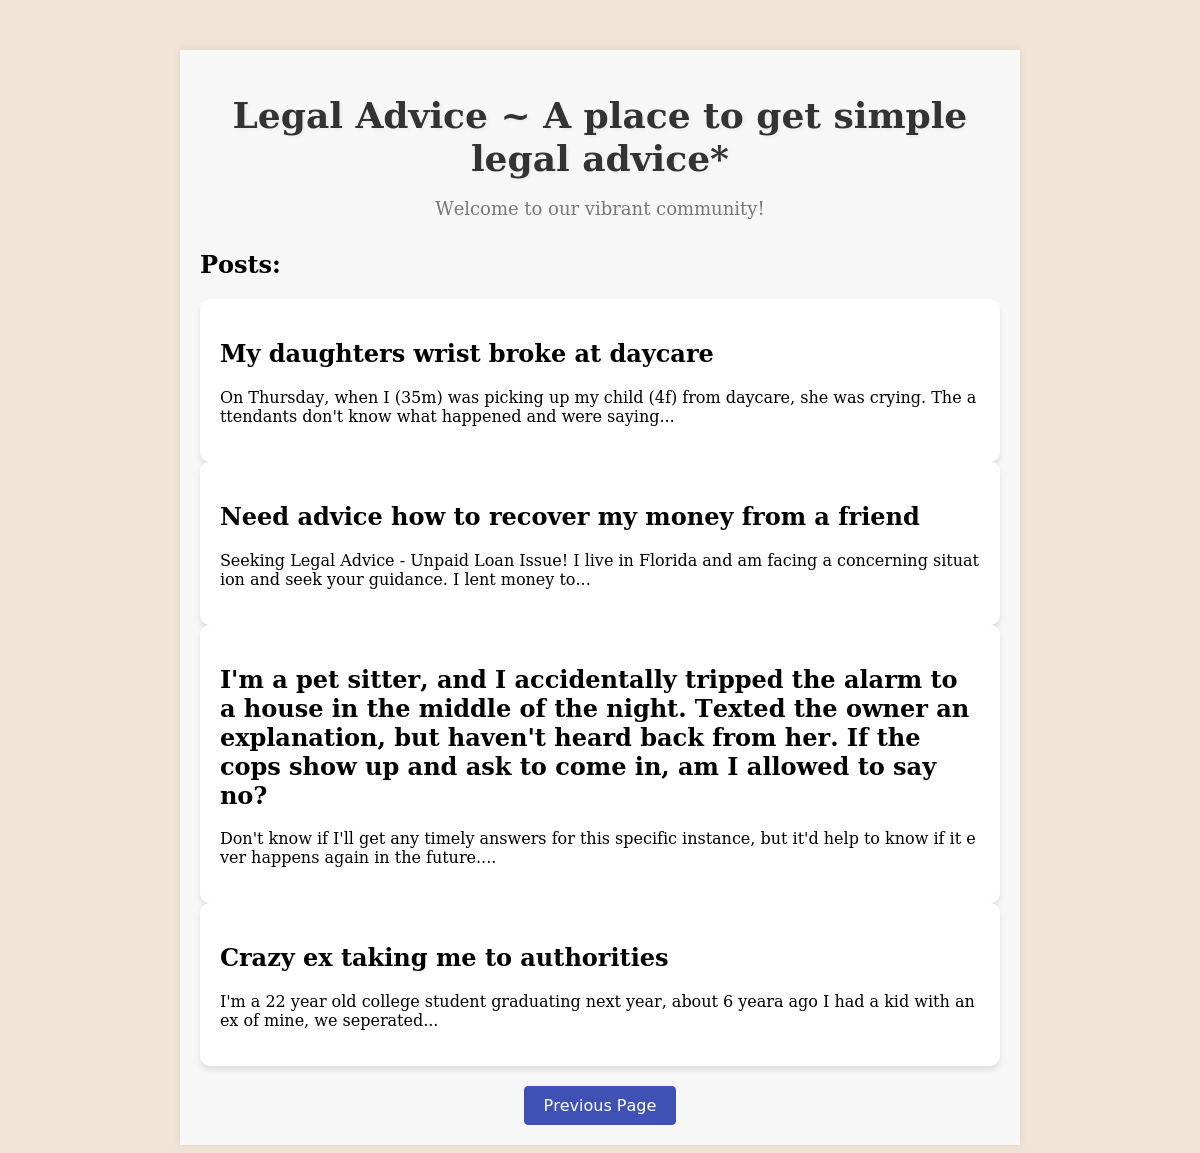 Legal Advice ~ A place to get simple
legal advice*
Welcome to our vibrant community!
Posts:
My daughters wrist broke at daycare
On Thursday, when I (35m) was picking up my child (4f) from daycare, she was crying. The a
ttendants don't know what happened and were saying...
Need advice how to recover my money from a friend
Seeking Legal Advice - Unpaid Loan Issue! I live in Florida and am facing a concerning situat
ion and seek your guidance. I lent money to...
I'm a pet sitter, and I accidentally tripped the alarm to
a house in the middle of the night. Texted the owner an
explanation, but haven't heard back from her. If the
cops show up and ask to come in, am I allowed to say
no?
Don't know if I'll get any timely answers for this specific instance, but it'd help to know if it e
ver happens again in the future....
Crazy ex taking me to authorities
I'm a 22 year old college student graduating next year, about 6 yeara ago I had a kid with an
ex of mine, we seperated...
Previous Page